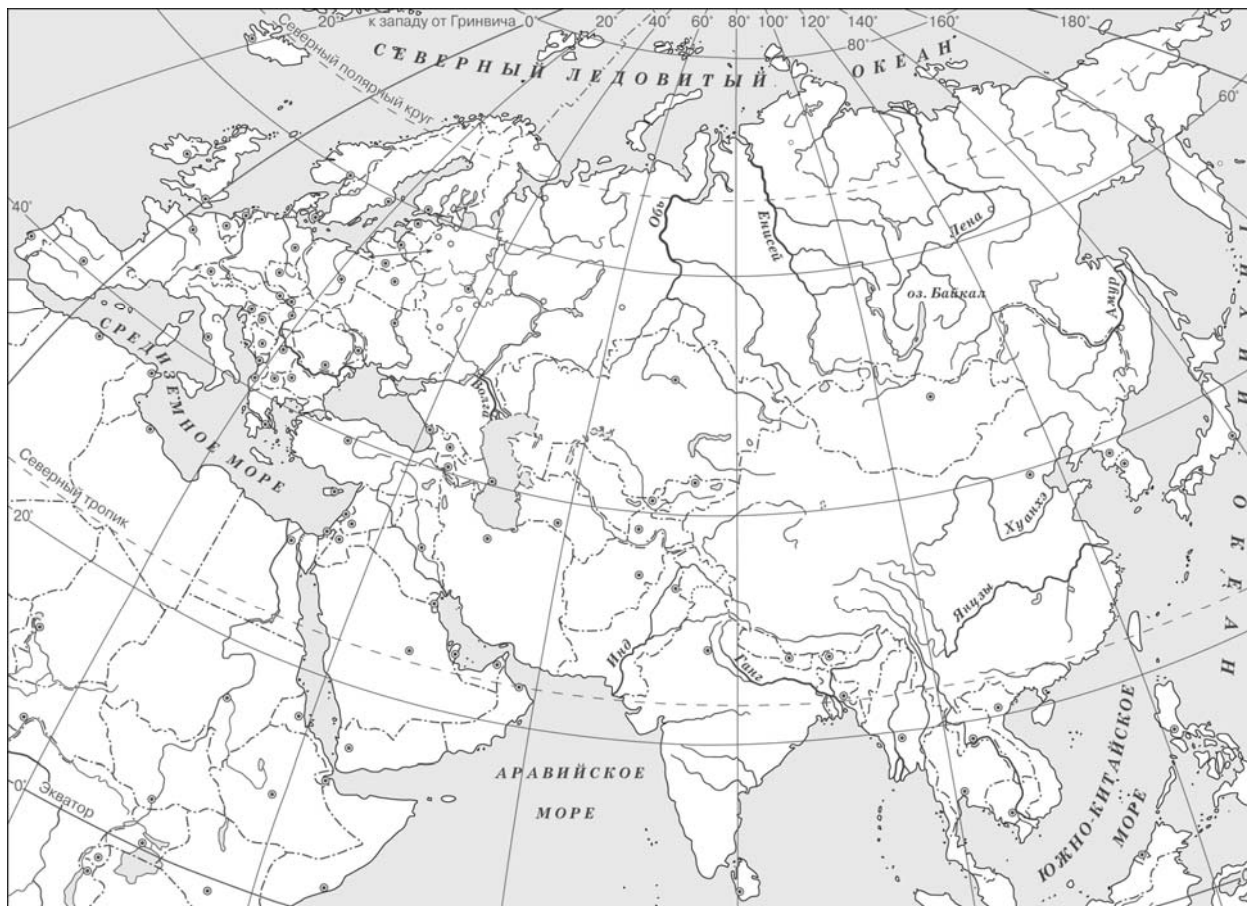 20° к западу от Гринвича 0° 20° 40° 60° 80° 100° 120° 140° 160° 180°
80°
60°
40°
20°
0°
Северный полярный круг
СЕВЕРНЫЙ ЛЕДОВИТЫЙ ОКЕАН
Обь
Енисей
Лена
оз. Байкал
Амур
Волга
СРЕДИЗЕМНОЕ МОРЕ
Северный тропик
Хуанхэ
Янцзы
Инд
Ганг
АРАВИЙСКОЕ
МОРЕ
ЮЖНО-КИТАЙСКОЕ
МОРЕ
ТИХИЙ ОКЕАН
Экватор